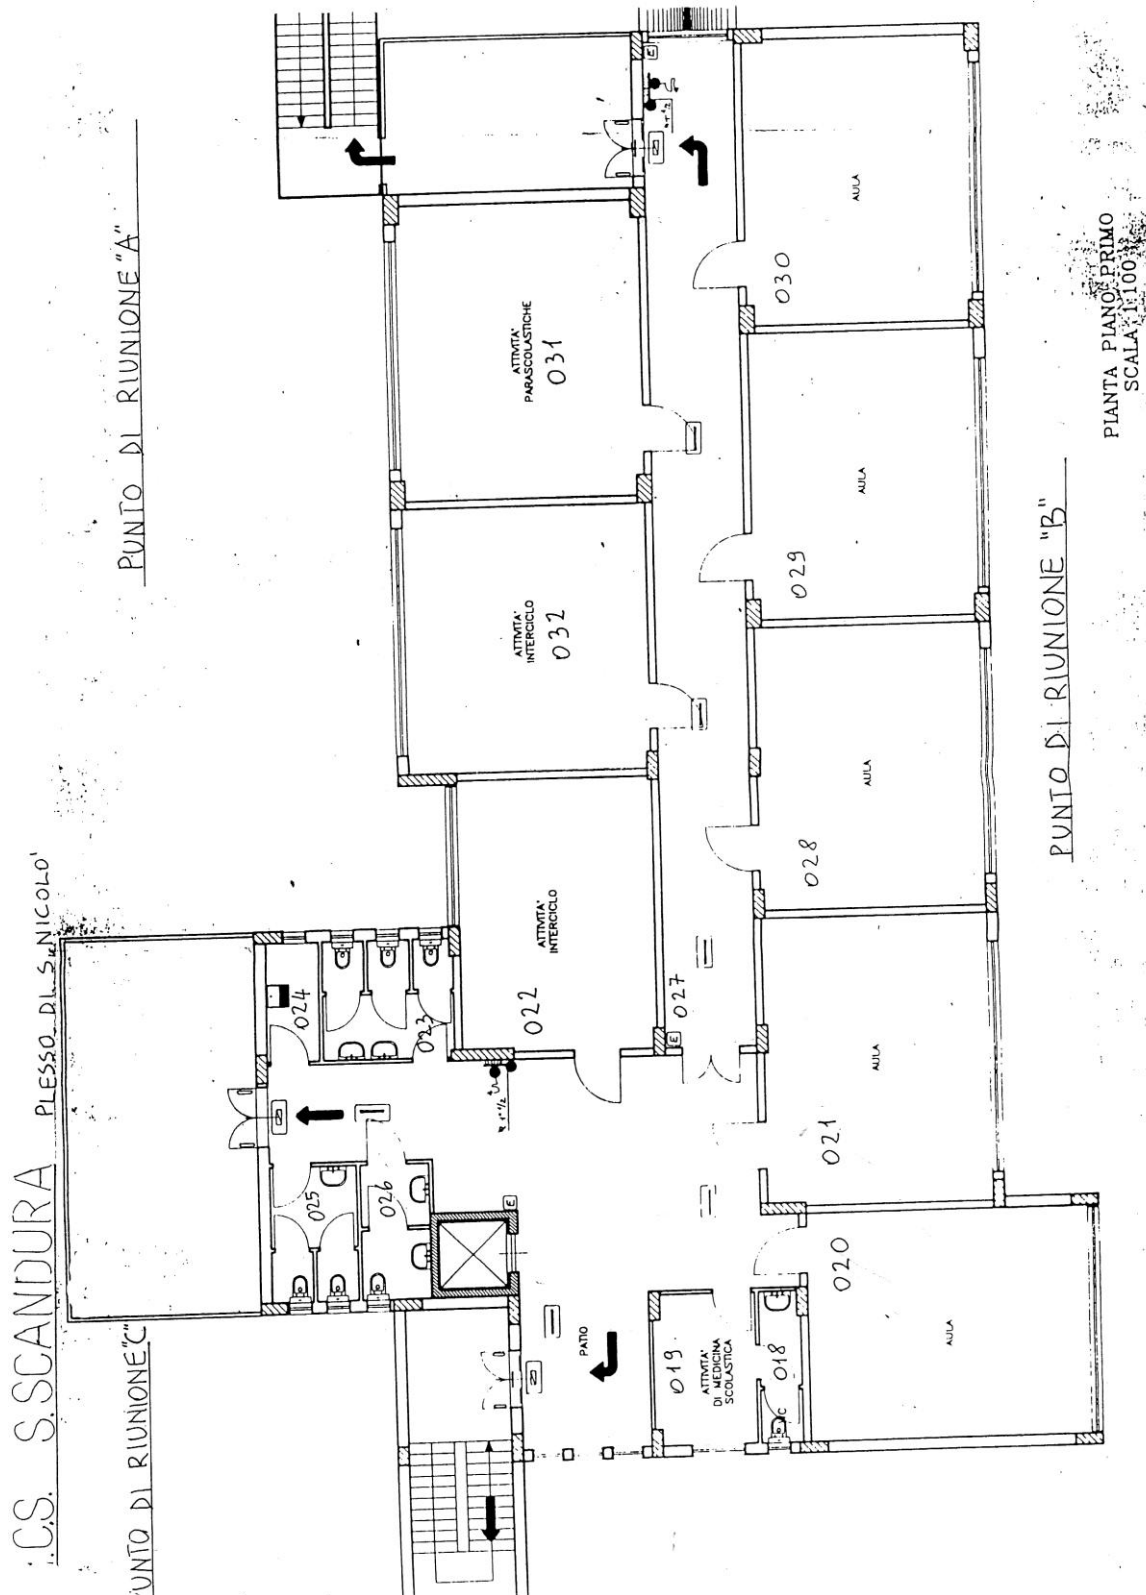 I.C.S. S.SCANDURA
PLESSO DI S. NICOLO'
PUNTO DI RIUNIONE "A"
PUNTO DI RIUNIONE "C"
PUNTO DI RIUNIONE "B"
PIANTA PIANO PRIMO
SCALA 1:100
ATTIVITA'
PARASCOLASTICHE
031
ATTIVITA'
INTERCICLO
032
ATTIVITA'
INTERCICLO
022
024
023
025
026
027
E
E
E
AULA
030
AULA
029
AULA
028
AULA
021
AULA
020
PATIO
019
ATTIVITA'
DI MEDICINA
SCOLASTICA
018